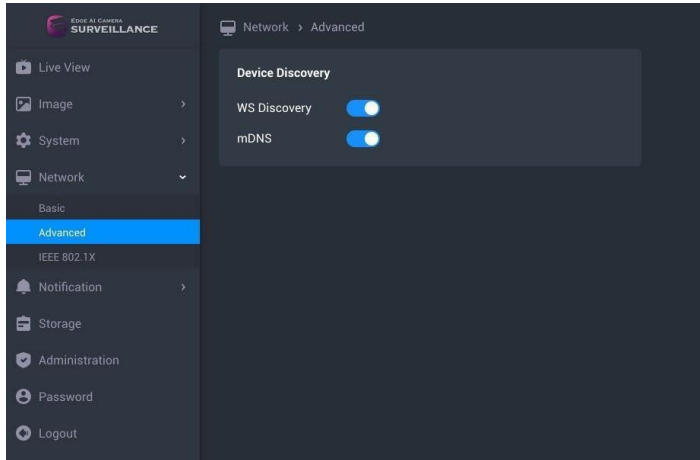 EDGE AI CAMERA
SURVEILLANCE
Live View
Image
System
Network
Basic
Advanced
IEEE 802.1X
Notification
Storage
Administration
Password
Logout
Network › Advanced
Device Discovery
WS Discovery
mDNS